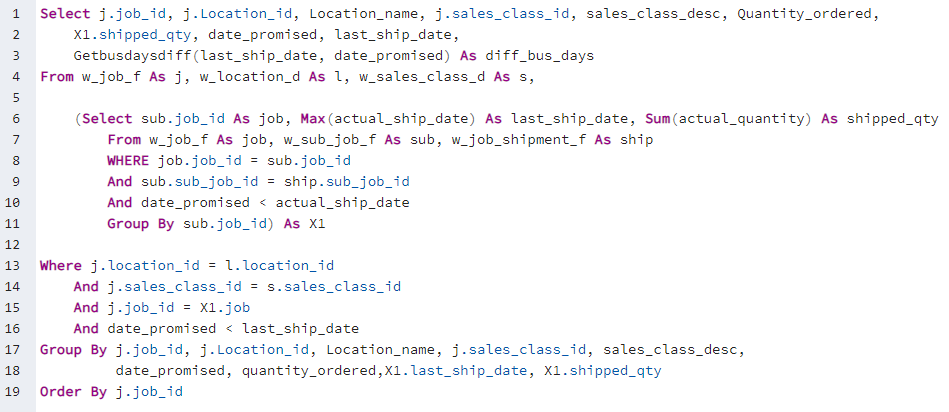 1 Select j.job_id, j.Location_id, Location_name, j.sales_class_id, sales_class_desc, Quantity_ordered,
2 X1.shipped_qty, date_promised, last_ship_date,
3 Getbusdaysdiff(last_ship_date, date_promised) As diff_bus_days
4 From w_job_f As j, w_location_d As l, w_sales_class_d As s,
5
6 (Select sub.job_id As job, Max(actual_ship_date) As last_ship_date, Sum(actual_quantity) As shipped_qty
7 From w_job_f As job, w_sub_job_f As sub, w_job_shipment_f As ship
8 WHERE job.job_id = sub.job_id
9 And sub.sub_job_id = ship.sub_job_id
10 And date_promised < actual_ship_date
11 Group By sub.job_id) As X1
12
13 Where j.location_id = l.location_id
14 And j.sales_class_id = s.sales_class_id
15 And j.job_id = X1.job
16 And date_promised < last_ship_date
17 Group By j.job_id, j.Location_id, Location_name, j.sales_class_id, sales_class_desc,
18 date_promised, quantity_ordered,X1.last_ship_date, X1.shipped_qty
19 Order By j.job_id